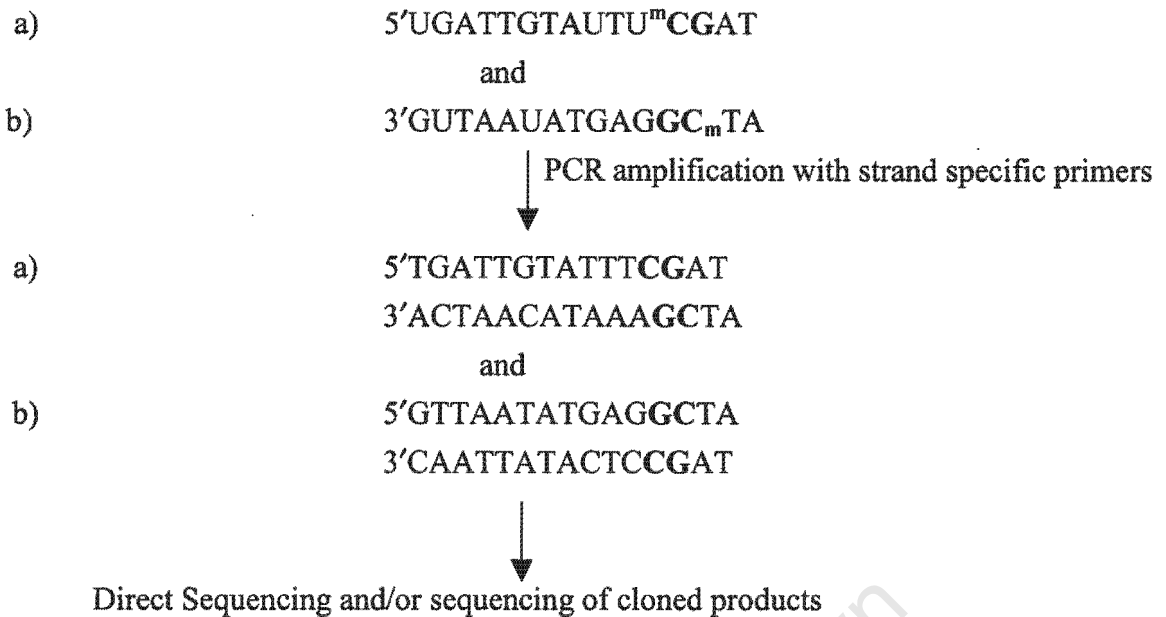 a) 5′UGATTGTAUTUᵐCGAT
and
b) 3′GUTAAUATGAGGCₘTA
PCR amplification with strand specific primers
a) 5′TGATTGTATTTCGAT
3′ACTAACATAAAGCTA
and
b) 5′GTTAATATGAGGCTA
3′CAATTATACTCCGAT
Direct Sequencing and/or sequencing of cloned products